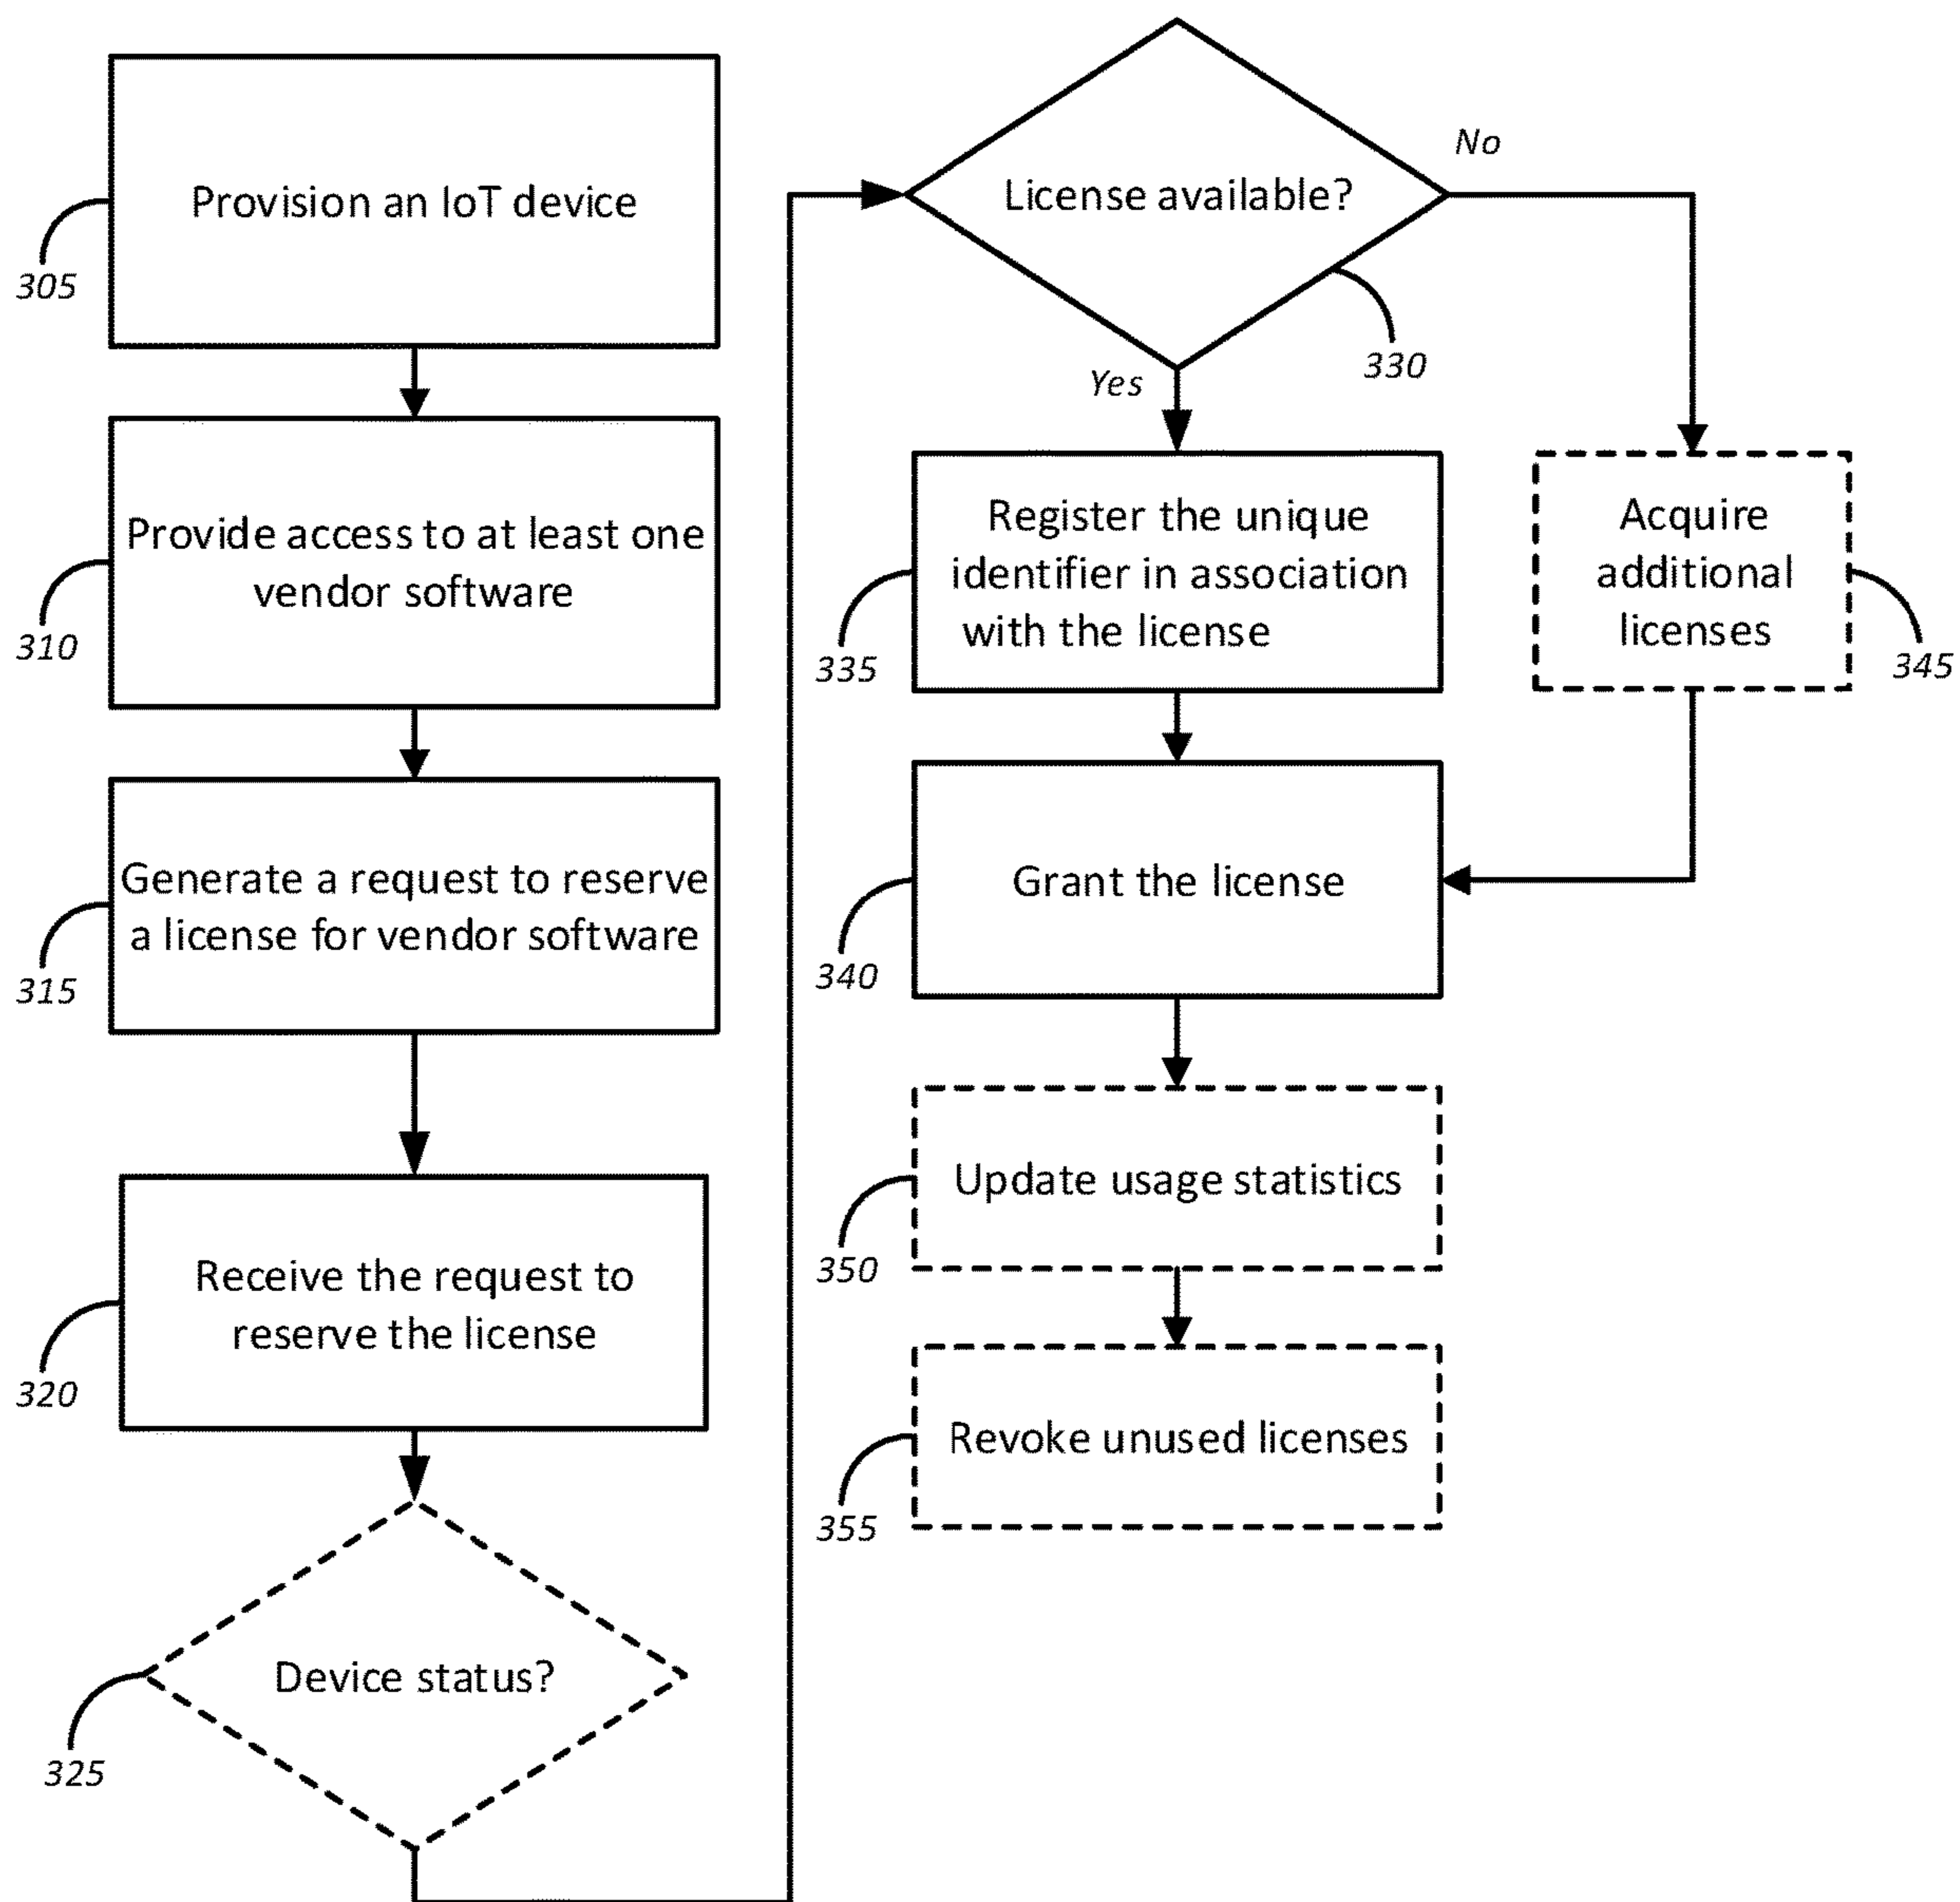 Provision an IoT device
305
Provide access to at least one
vendor software
310
Generate a request to reserve
a license for vendor software
315
Receive the request to
reserve the license
320
Device status?
325
License available?
No
330
Yes
Register the unique
identifier in association
with the license
335
Acquire
additional
licenses
345
Grant the license
340
Update usage statistics
350
Revoke unused licenses
355